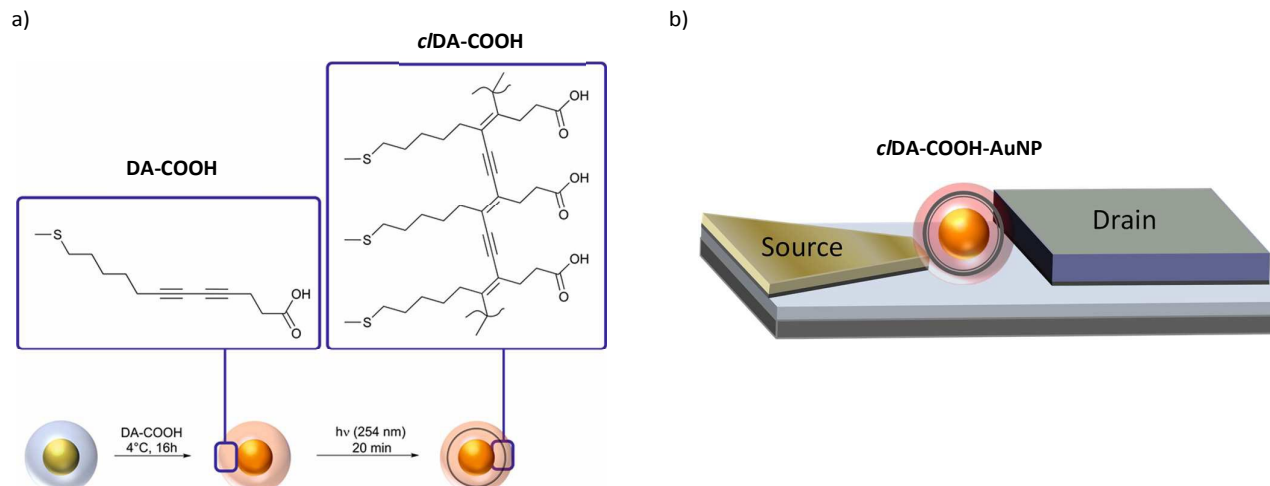 a)
clDA-COOH
OH
O
S
OH
O
S
OH
O
S
DA-COOH
S
OH
O
DA-COOH
4°C, 16h
hν (254 nm)
20 min
b)
clDA-COOH-AuNP
Source
Drain